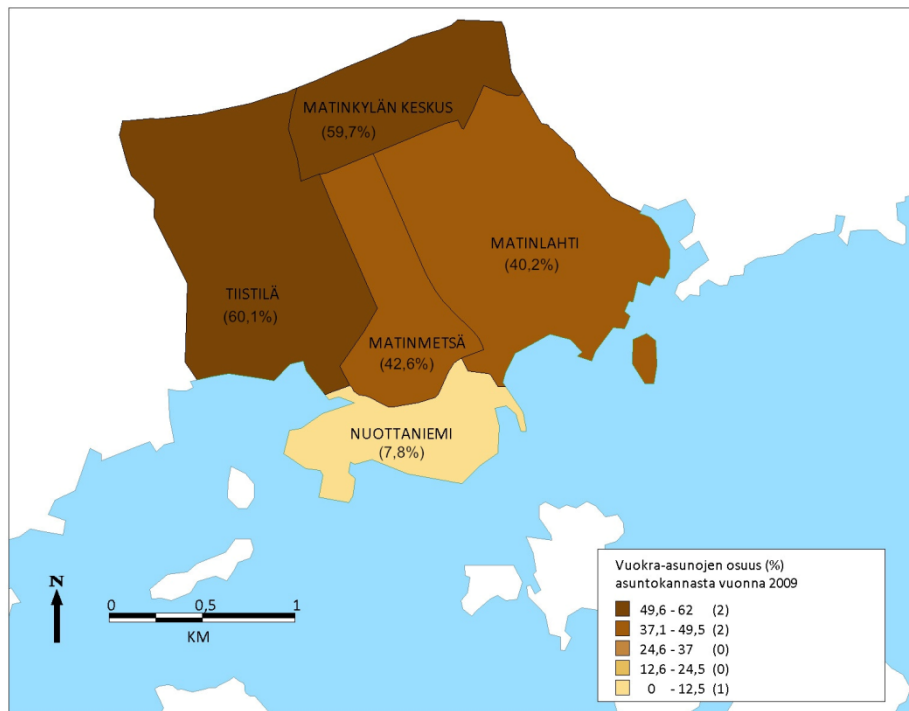 MATINKYLÄN KESKUS
(59,7%)
MATINLAHTI
(40,2%)
TIISTILÄ
(60,1%)
MATINMETSÄ
(42,6%)
NUOTTANIEMI
(7,8%)
N
0 0,5 1
KM
Vuokra-asunojen osuus (%)
asuntokannasta vuonna 2009
49,6 - 62 (2)
37,1 - 49,5 (2)
24,6 - 37 (0)
12,6 - 24,5 (0)
0 - 12,5 (1)